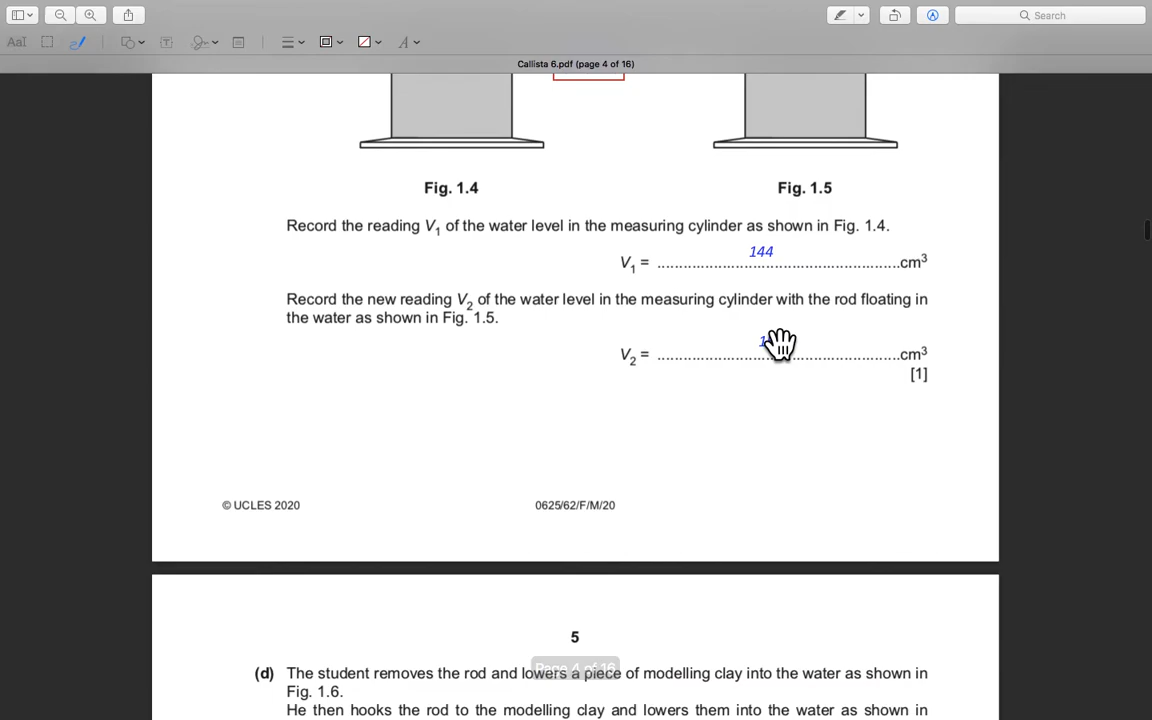 Search
AaI
A
Callista 6.pdf (page 4 of 16)
Fig. 1.4
Fig. 1.5
Record the reading V1 of the water level in the measuring cylinder as shown in Fig. 1.4.
144
V1 = ......................................................cm3
Record the new reading V2 of the water level in the measuring cylinder with the rod floating in
the water as shown in Fig. 1.5.
V2 = ......................................................cm3
[1]
© UCLES 2020
0625/62/F/M/20
5
Page 4 of 16
(d) The student removes the rod and lowers a piece of modelling clay into the water as shown in
Fig. 1.6.
He then hooks the rod to the modelling clay and lowers them into the water as shown in